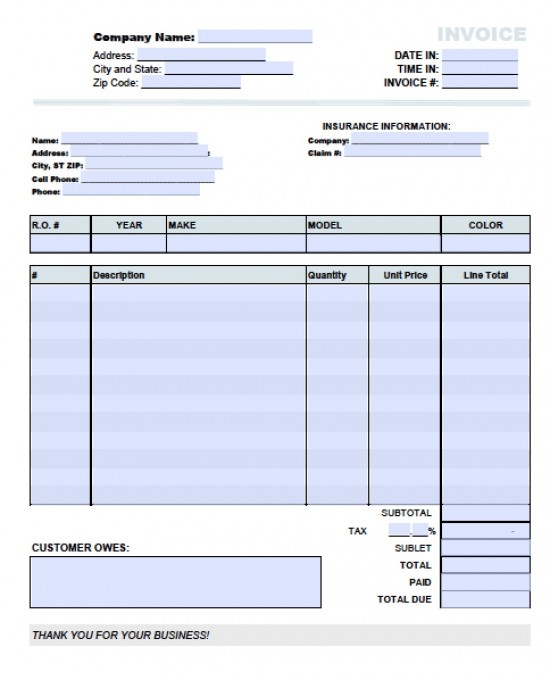 INVOICE
Company Name:
Address:
City and State:
Zip Code:
DATE IN:
TIME IN:
INVOICE #:
INSURANCE INFORMATION:
Name:
Address:
City, ST ZIP:
Cell Phone:
Phone:
Company:
Claim #:
R.O. # YEAR MAKE MODEL COLOR
# Description Quantity Unit Price Line Total
SUBTOTAL
TAX . % -
SUBLET
TOTAL
PAID
TOTAL DUE
CUSTOMER OWES:
THANK YOU FOR YOUR BUSINESS!